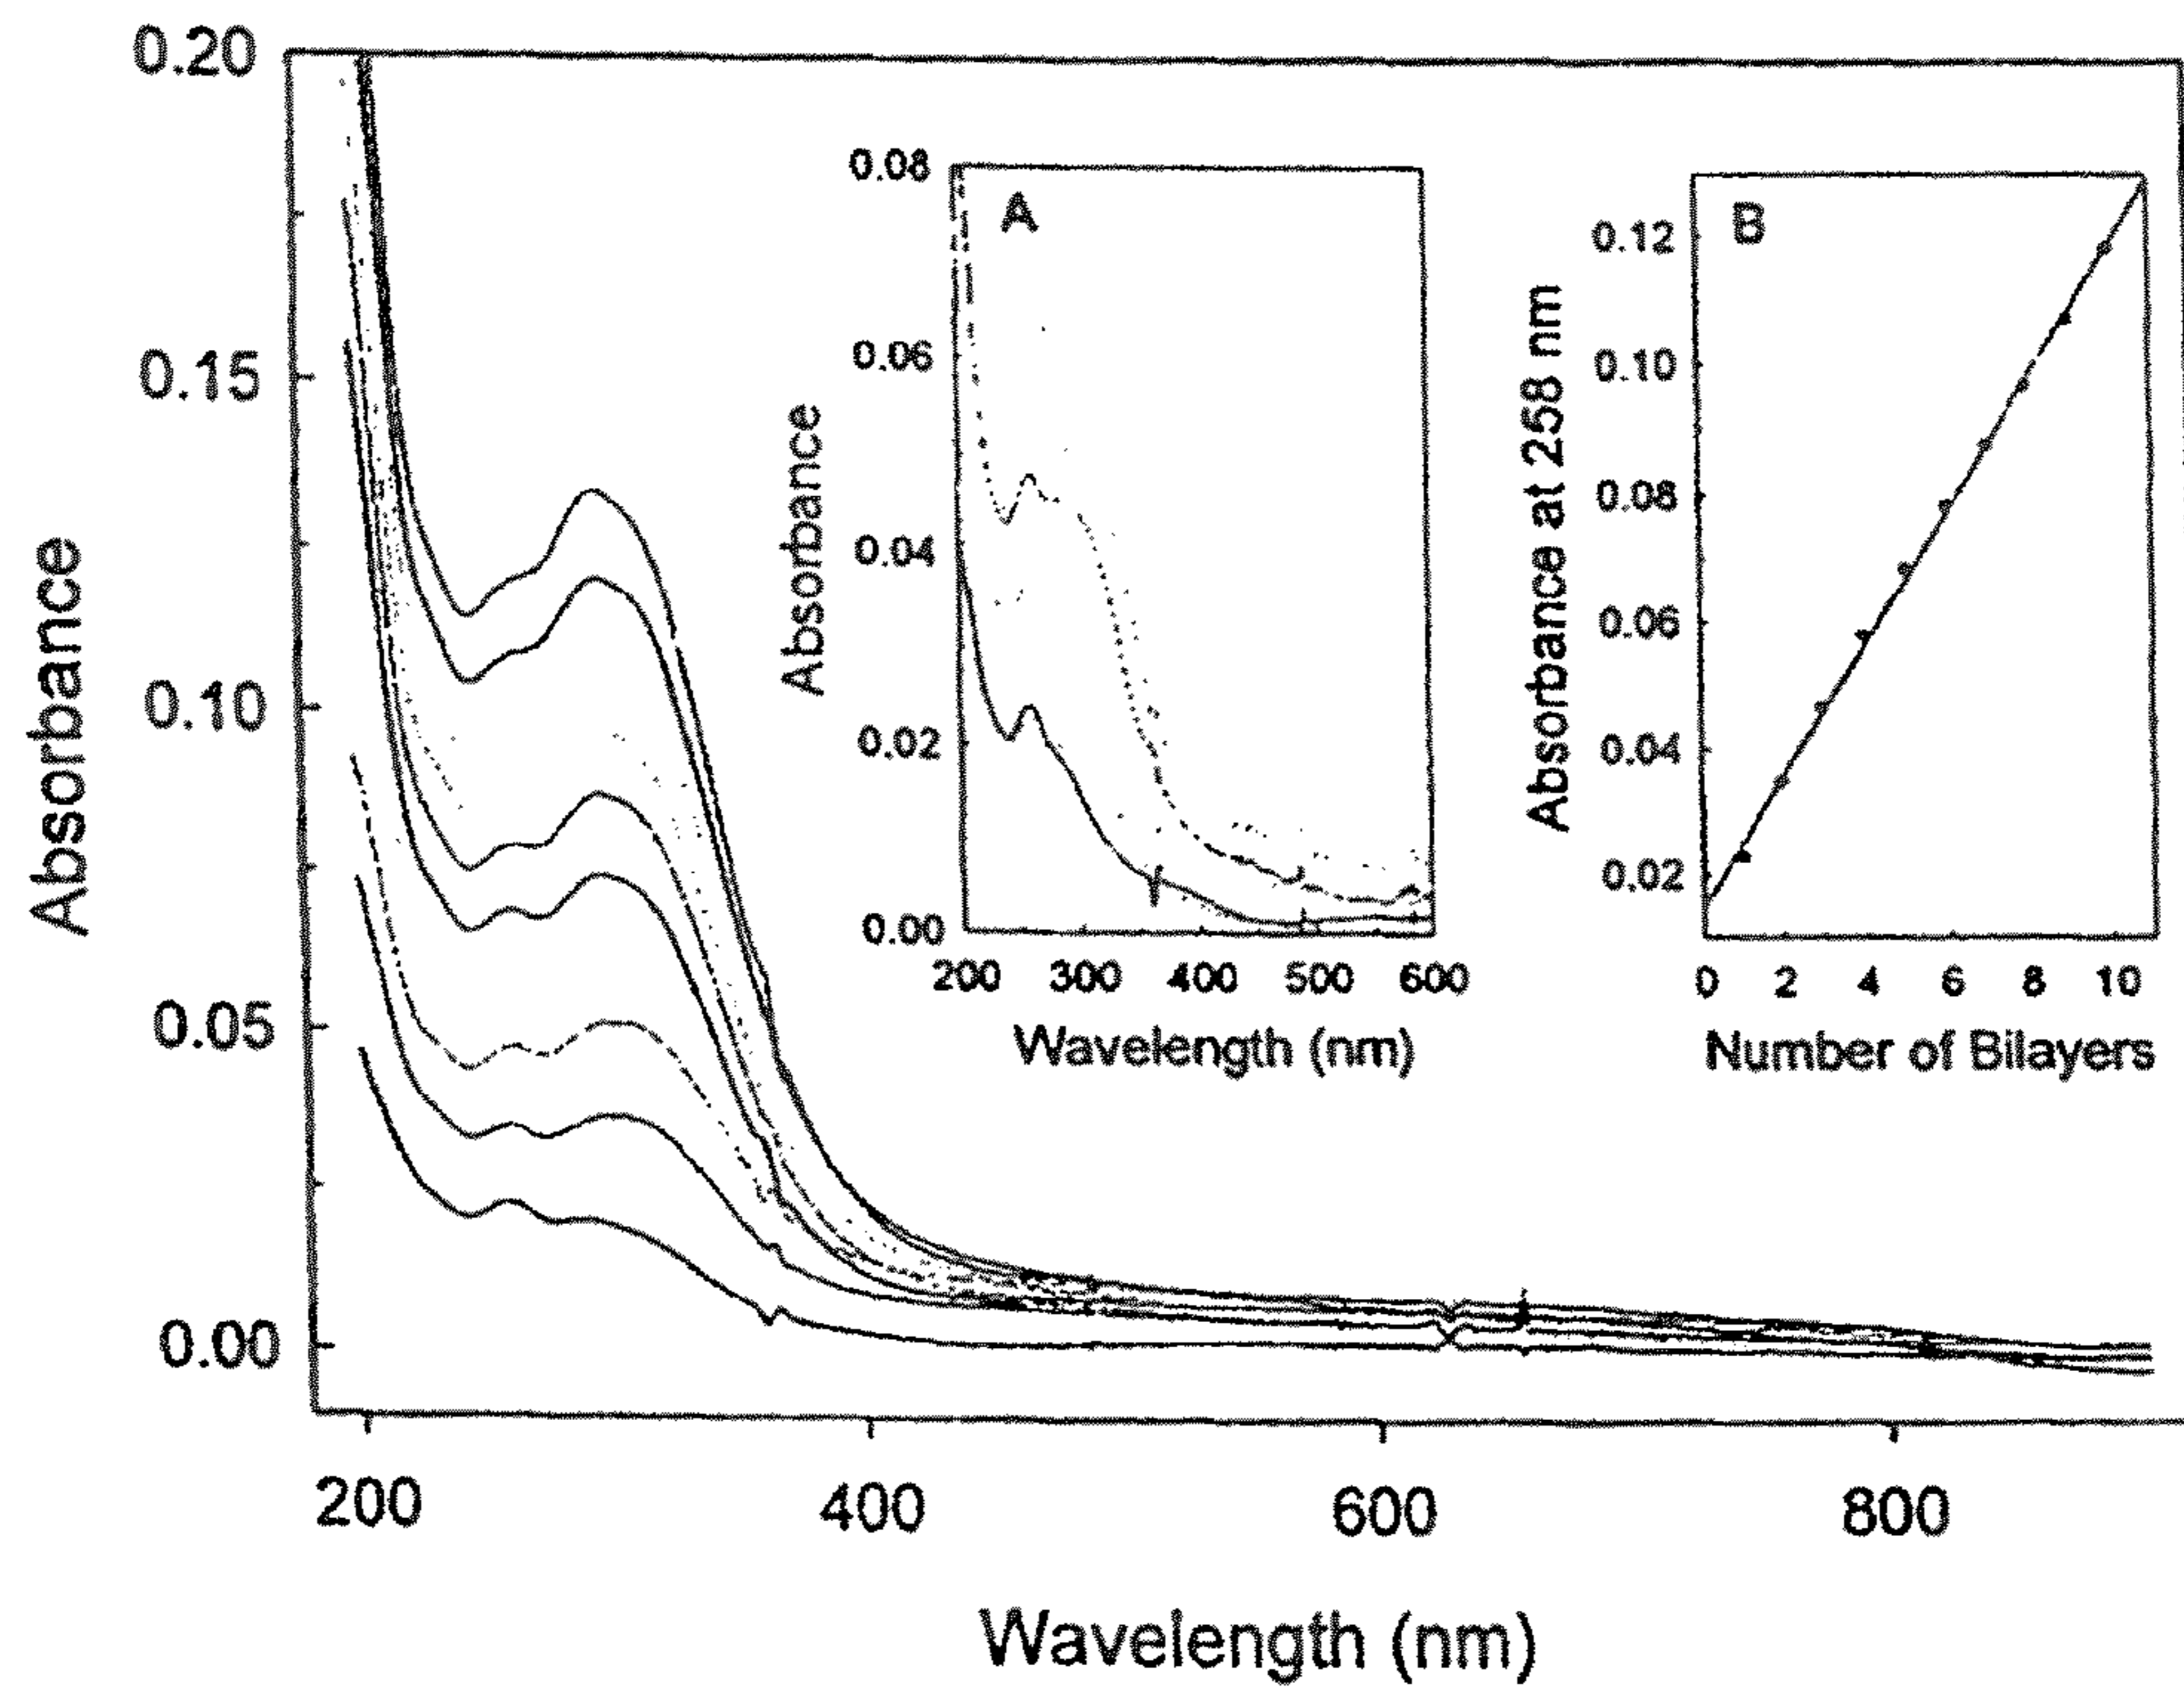 0.20
0.15
0.10
0.05
0.00
Absorbance
200 400 600 800
Wavelength (nm)
A
0.08
0.06
0.04
0.02
0.00
Absorbance
200 300 400 500 600
Wavelength (nm)
B
0.12
0.10
0.08
0.06
0.04
0.02
Absorbance at 258 nm
0 2 4 6 8 10
Number of Bilayers